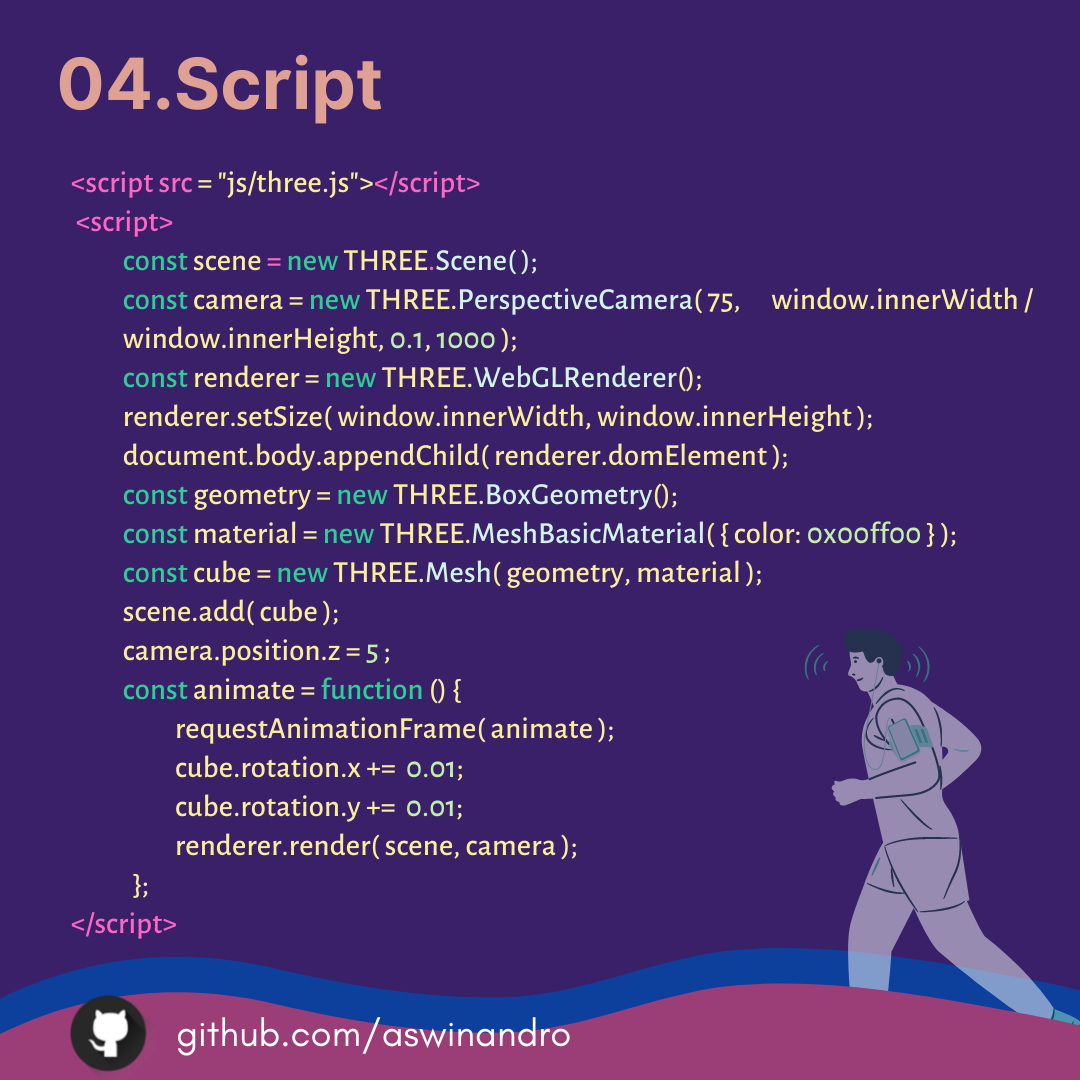 04.Script
<script src = "js/three.js"></script>
<script>
const scene = new THREE.Scene( );
const camera = new THREE.PerspectiveCamera( 75, window.innerWidth /
window.innerHeight, 0.1, 1000 );
const renderer = new THREE.WebGLRenderer();
renderer.setSize( window.innerWidth, window.innerHeight );
document.body.appendChild( renderer.domElement );
const geometry = new THREE.BoxGeometry();
const material = new THREE.MeshBasicMaterial( { color: 0x00ff00 } );
const cube = new THREE.Mesh( geometry, material );
scene.add( cube );
camera.position.z = 5 ;
const animate = function () {
requestAnimationFrame( animate );
cube.rotation.x += 0.01;
cube.rotation.y += 0.01;
renderer.render( scene, camera );
};
</script>
github.com/aswinandro